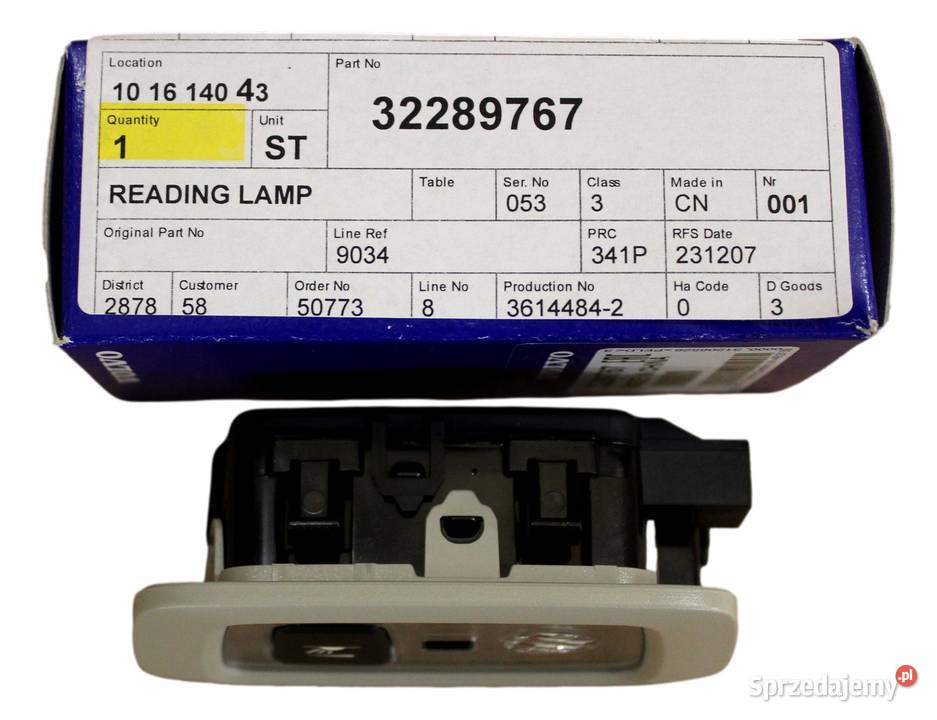 Location
10 16 140 43
Part No
32289767
Quantity
1
Unit
ST
READING LAMP
Table
Ser. No
053
Class
3
Made in
CN
Nr
001
Original Part No
Line Ref
9034
PRC
341P
RFS Date
231207
District
2878
Customer
58
Order No
50773
Line No
8
Production No
3614484-2
Ha Code
0
D Goods
3
VOLVO
VOLVO
Sprzedajemy.pl